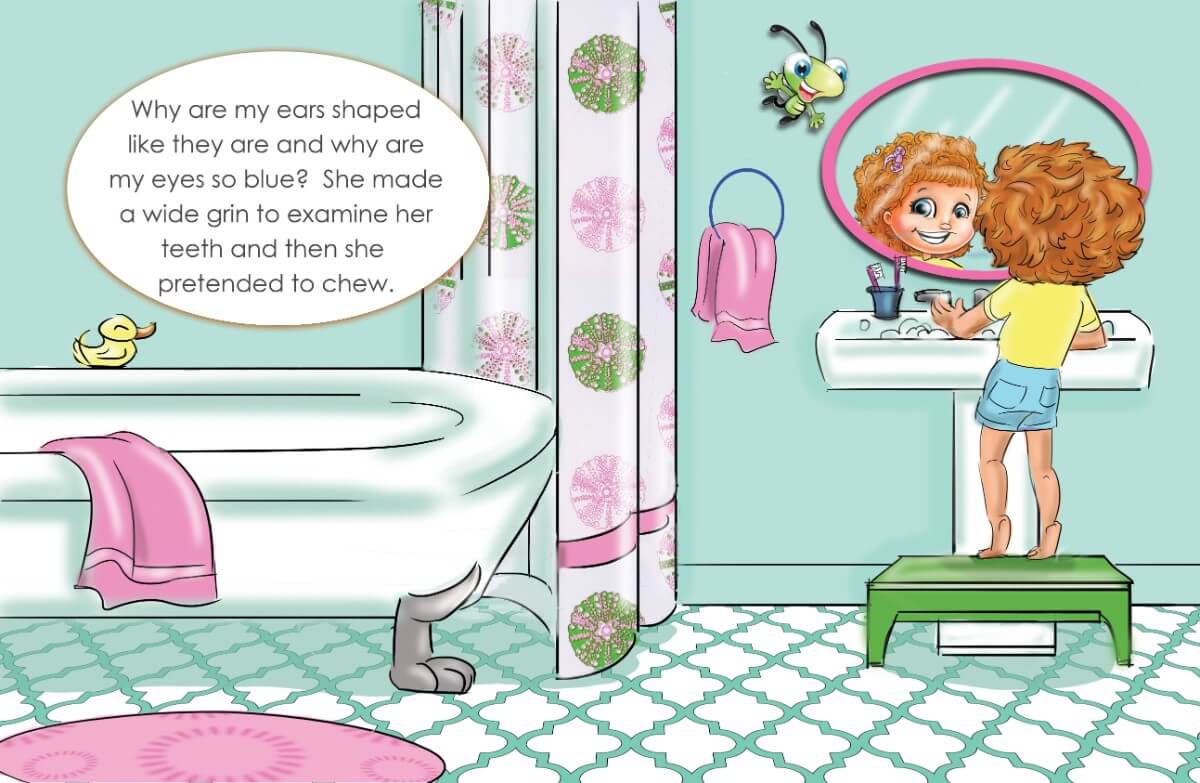 Why are my ears shaped
like they are and why are
my eyes so blue?  She made
a wide grin to examine her
teeth and then she
pretended to chew.